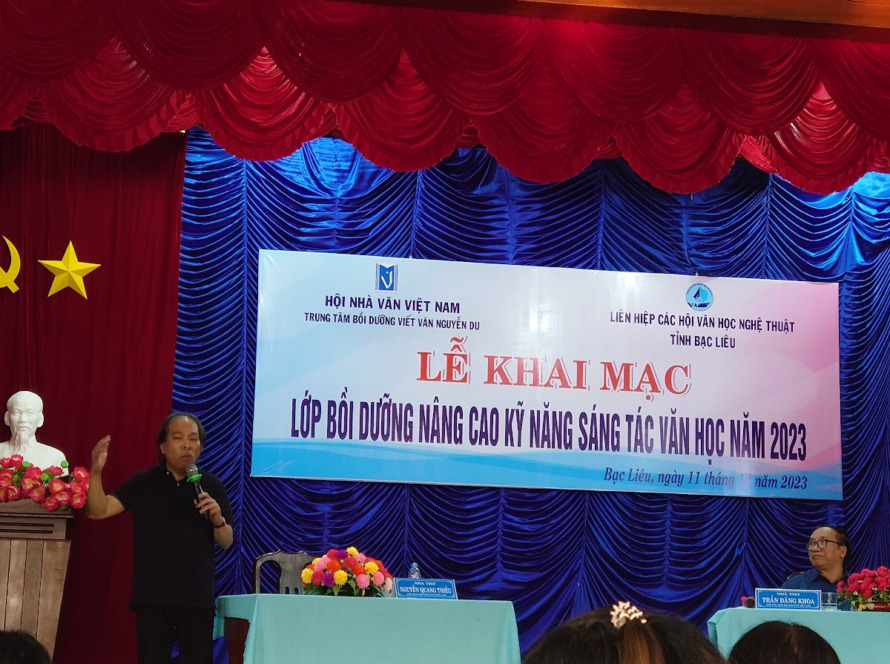 HỘI NHÀ VĂN VIỆT NAM
TRUNG TÂM BỒI DƯỠNG VIẾT VĂN NGUYỄN DU
LIÊN HIỆP CÁC HỘI VĂN HỌC NGHỆ THUẬT
TỈNH BẠC LIÊU
LỄ KHAI MẠC
LỚP BỒI DƯỠNG NÂNG CAO KỸ NĂNG SÁNG TÁC VĂN HỌC NĂM 2023
Bạc Liêu, ngày 11 tháng năm 2023
NHÀ THƠ
NGUYỄN QUANG THIỀU
NHÀ THƠ
TRẦN ĐĂNG KHOA